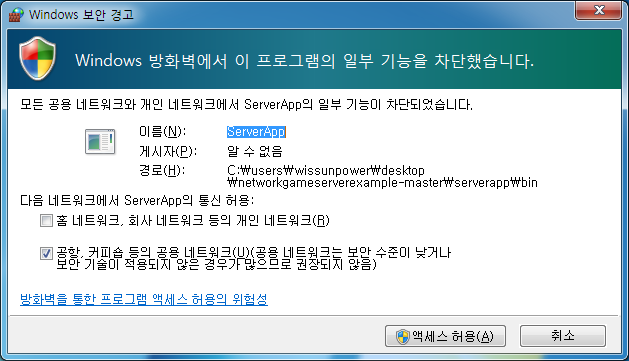 Windows 보안 경고
Windows 방화벽에서 이 프로그램의 일부 기능을 차단했습니다.
모든 공용 네트워크와 개인 네트워크에서 ServerApp의 일부 기능이 차단되었습니다.
이름(N): ServerApp
게시자(P): 알 수 없음
경로(H): C:₩users₩wissunpower₩desktop
₩networkgameserverexample-master₩serverapp₩bin
다음 네트워크에서 ServerApp의 통신 허용:
홈 네트워크, 회사 네트워크 등의 개인 네트워크(R)
공항, 커피숍 등의 공용 네트워크(U)(공용 네트워크는 보안 수준이 낮거나
보안 기술이 적용되지 않은 경우가 많으므로 권장되지 않음)
방화벽을 통한 프로그램 액세스 허용의 위험성
액세스 허용(A)
취소